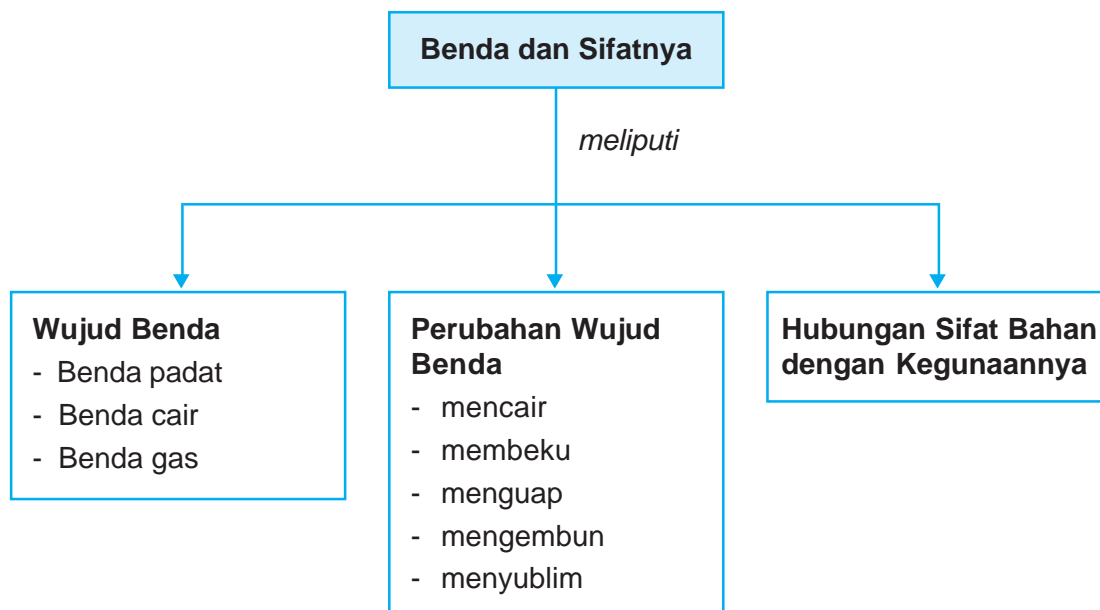 Benda dan Sifatnya
meliputi
Wujud Benda
- Benda padat
- Benda cair
- Benda gas
Perubahan Wujud
Benda
- mencair
- membeku
- menguap
- mengembun
- menyublim
Hubungan Sifat Bahan
dengan Kegunaannya